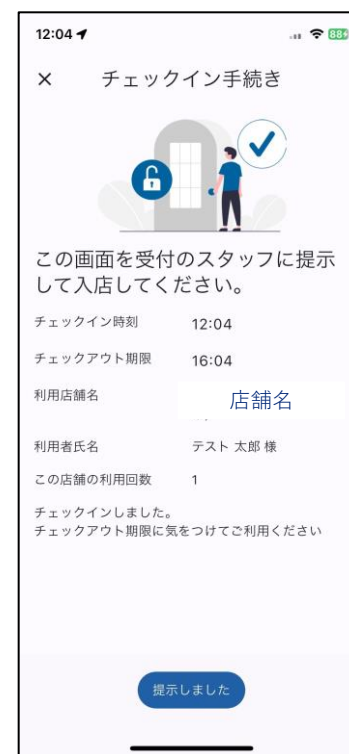 12:04
88
× チェックイン手続き
この画面を受付のスタッフに提示
して入店してください。
チェックイン時刻 12:04
チェックアウト期限 16:04
利用店舗名 店舗名
利用者氏名 テスト 太郎 様
この店舗の利用回数 1
チェックインしました。
チェックアウト期限に気をつけてご利用ください
提示しました